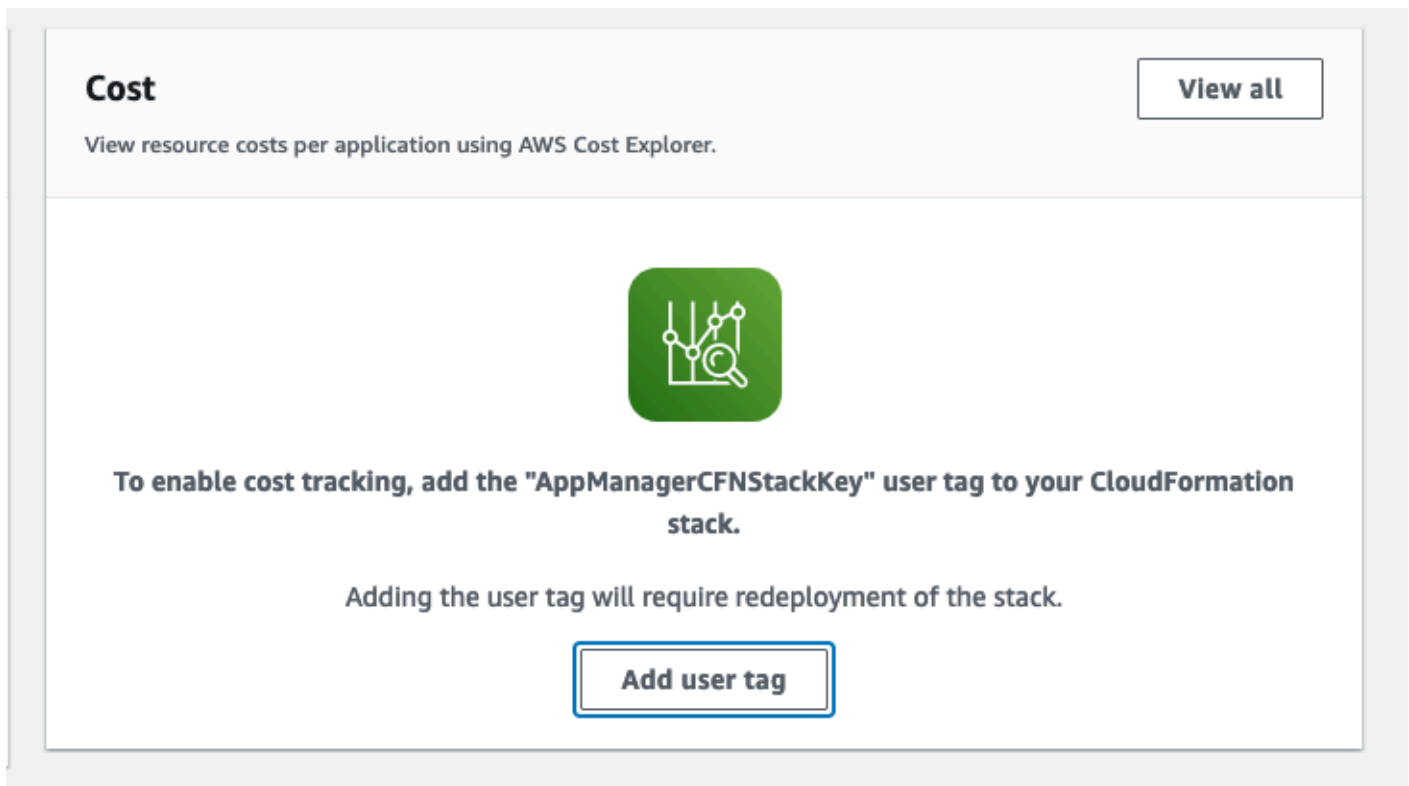 Cost
View all
View resource costs per application using AWS Cost Explorer.
To enable cost tracking, add the "AppManagerCFNStackKey" user tag to your CloudFormation
stack.
Adding the user tag will require redeployment of the stack.
Add user tag